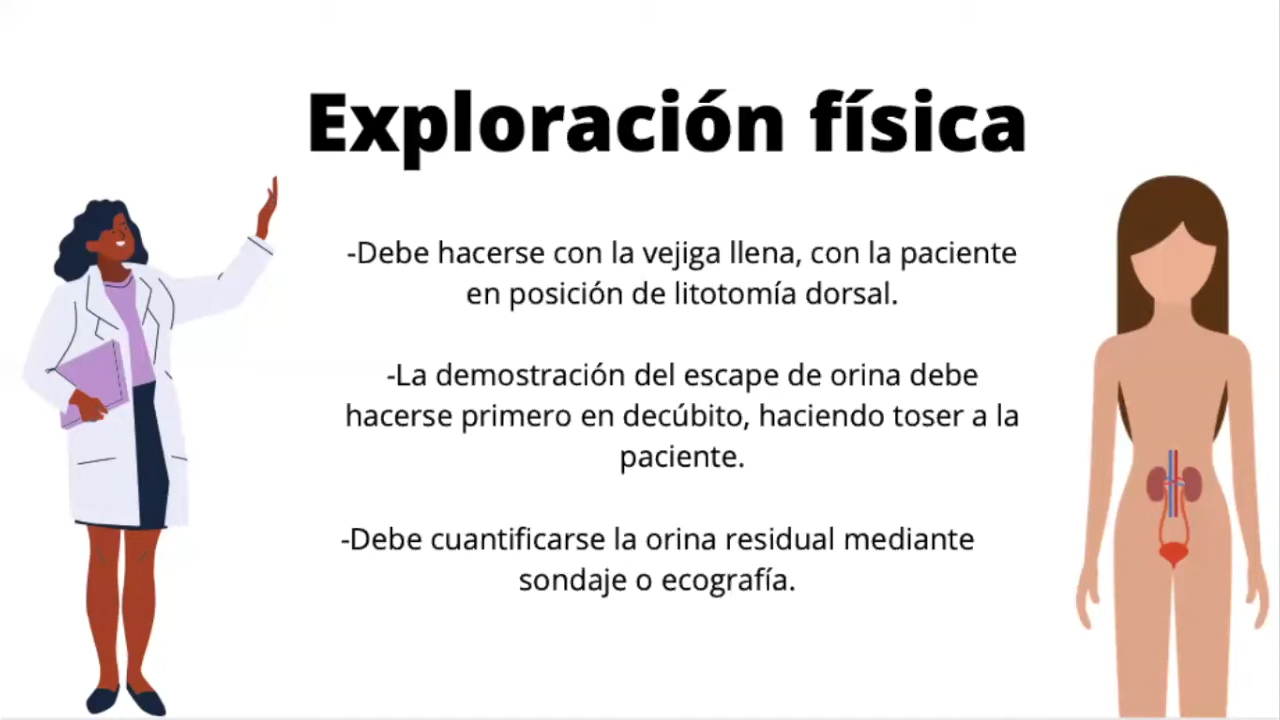 Exploración física
-Debe hacerse con la vejiga llena, con la paciente
en posición de litotomía dorsal.
-La demostración del escape de orina debe
hacerse primero en decúbito, haciendo toser a la
paciente.
-Debe cuantificarse la orina residual mediante
sondaje o ecografía.